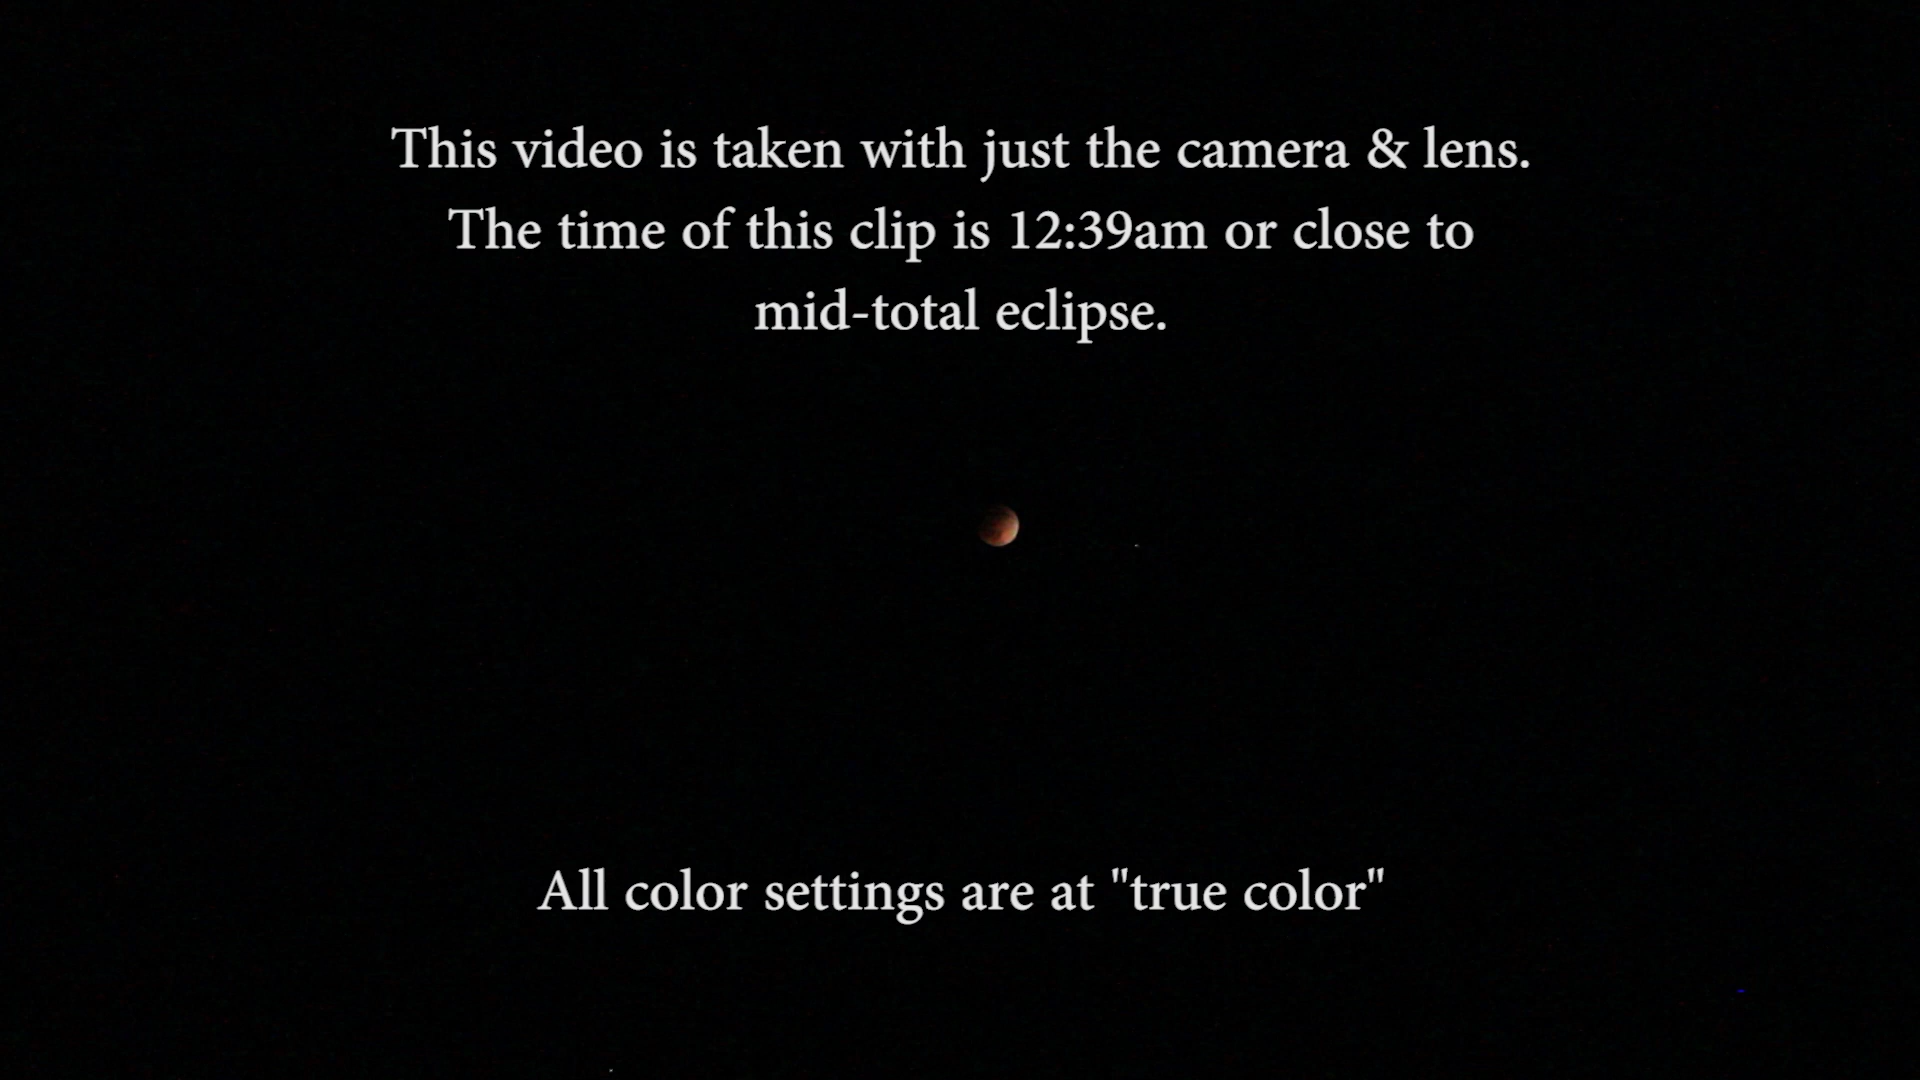 This video is taken with just the camera & lens.
The time of this clip is 12:39am or close to
mid-total eclipse.
All color settings are at "true color"